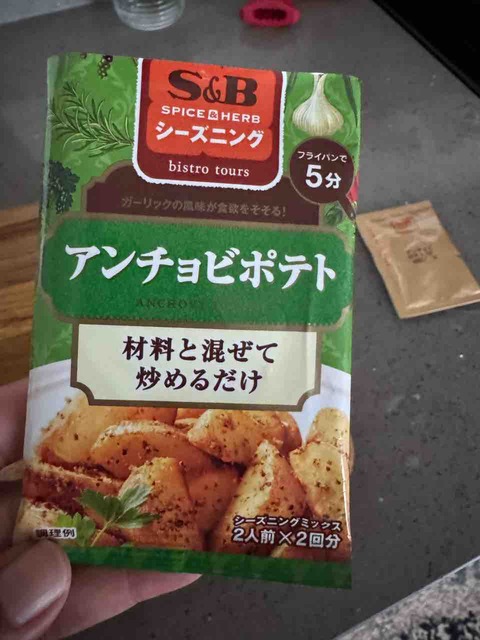 S&B
SPICE & HERB
シーズニング
bistro tours
フライパンで
5分
ガーリックの風味が食欲をそそる!
アンチョビポテト
ANCHOVY
材料と混ぜて
炒めるだけ
調理例
シーズニングミックス
2人前×2回分